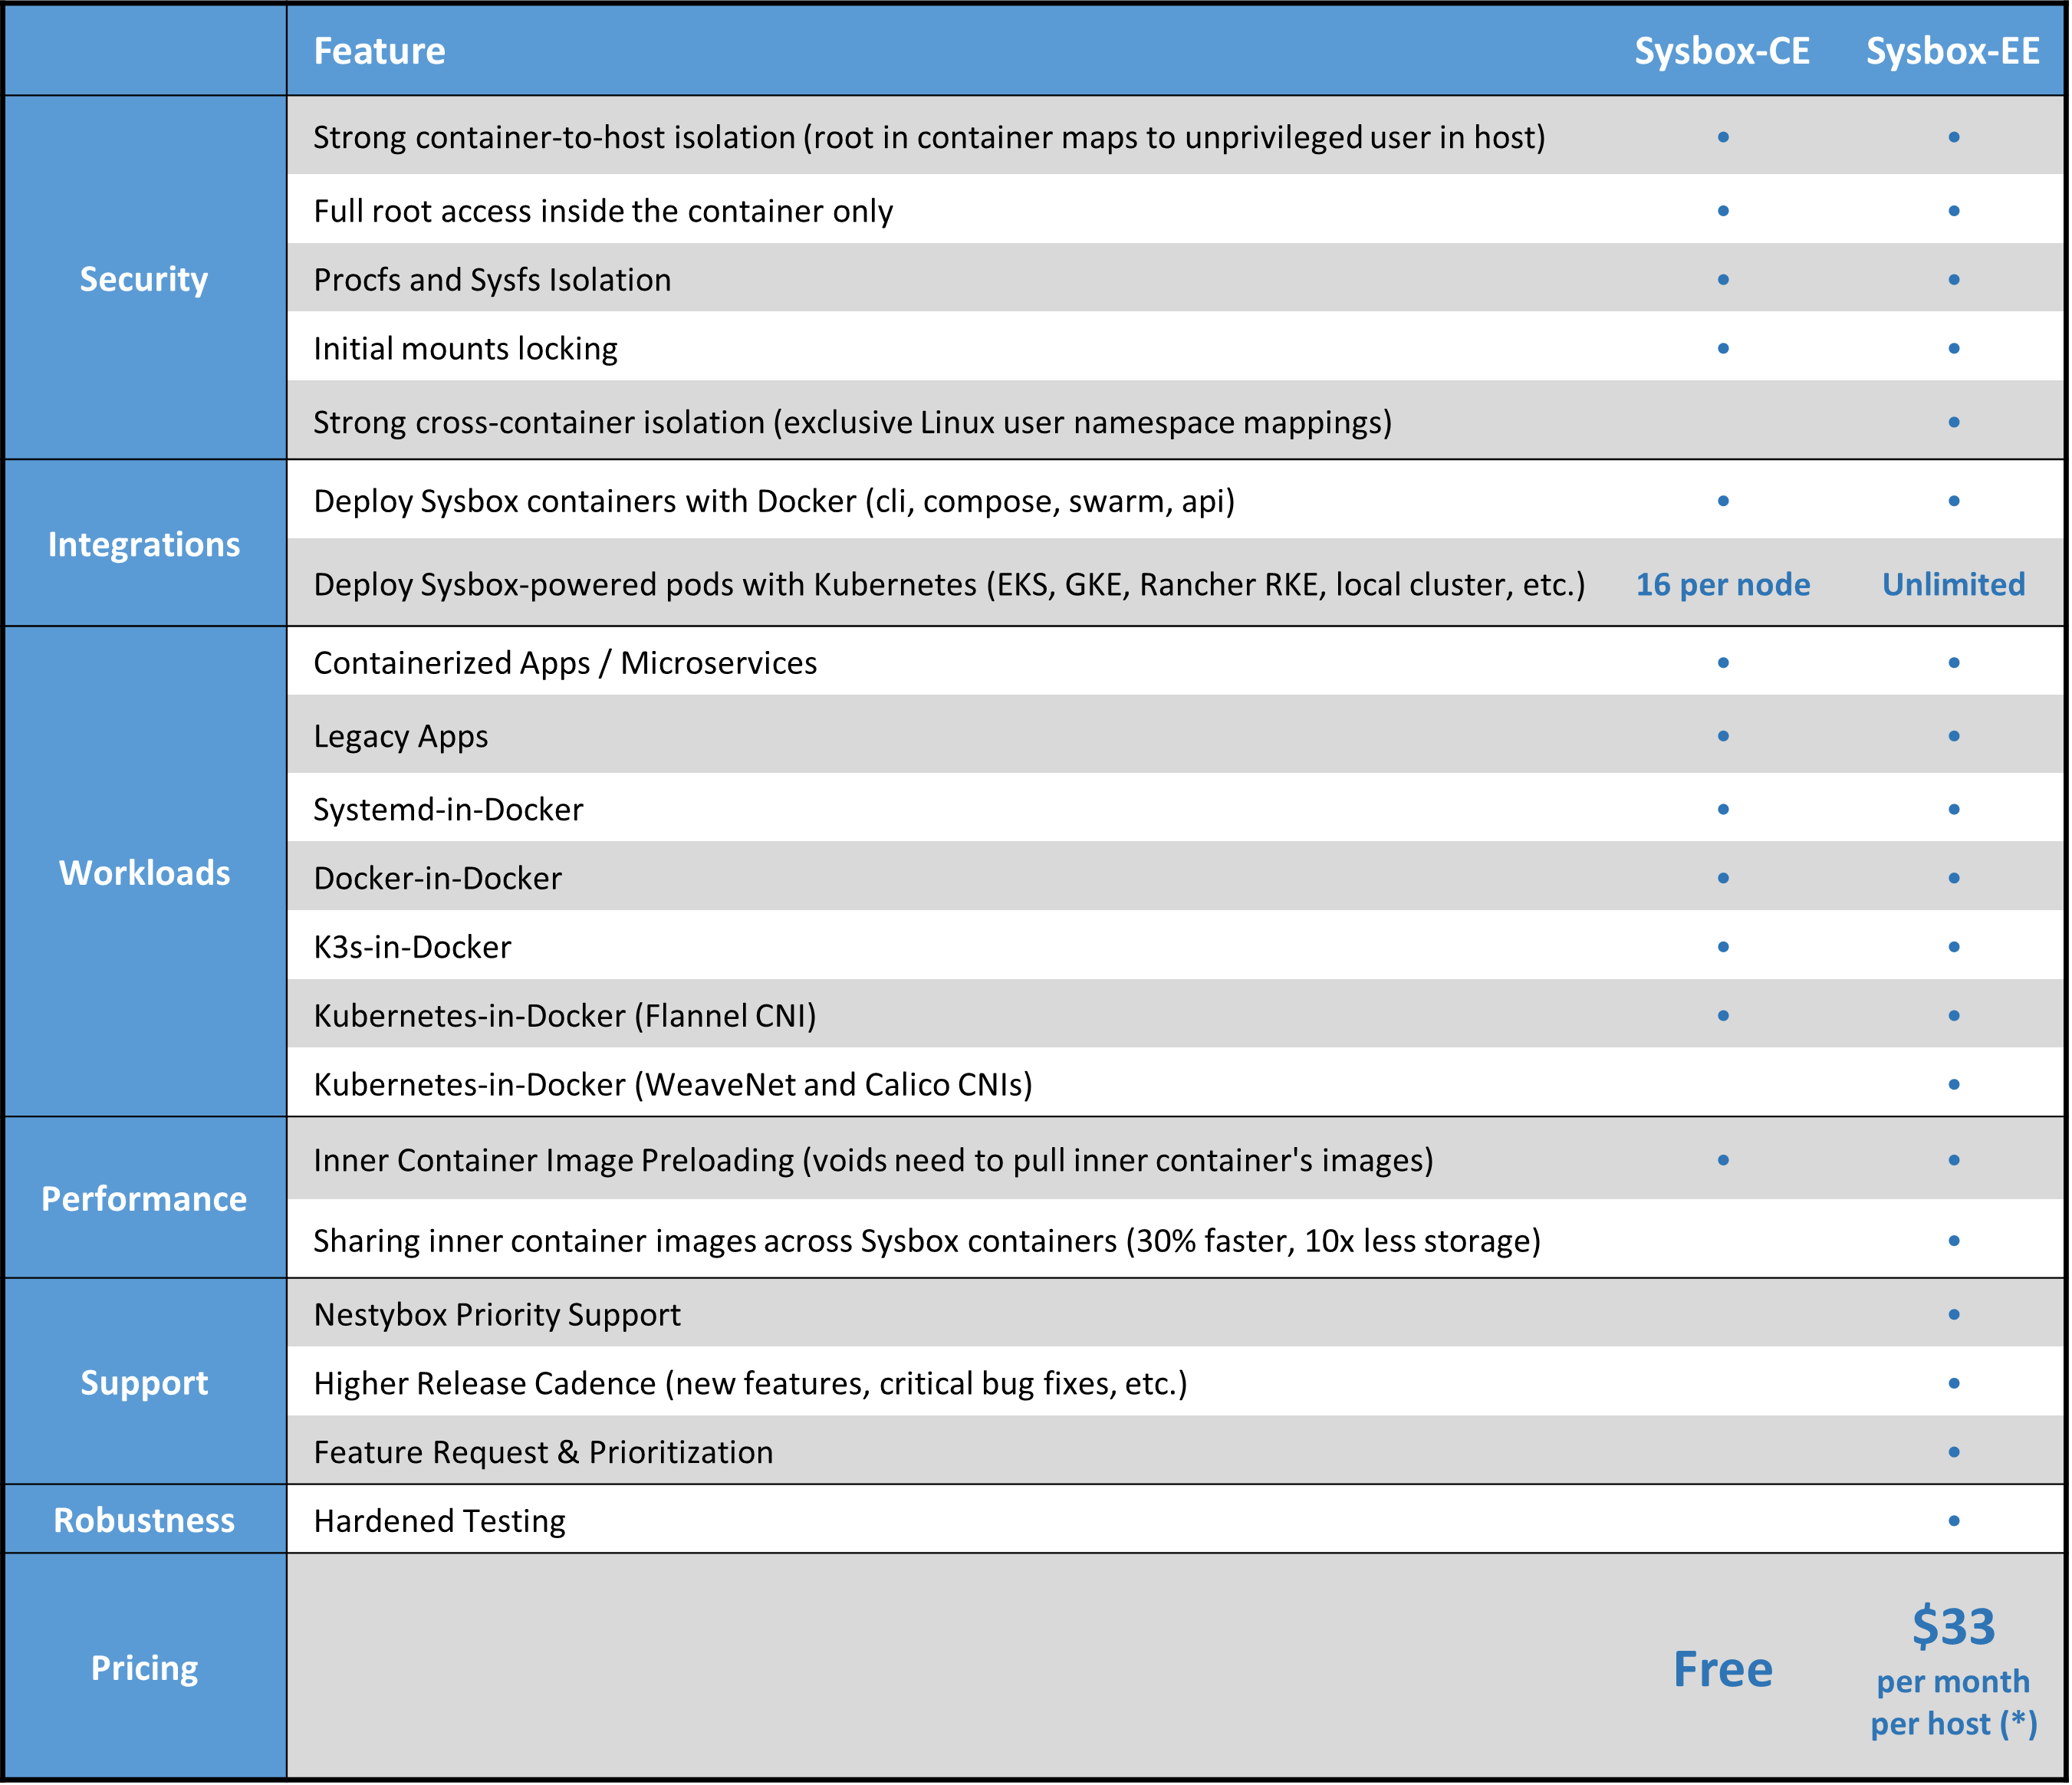 Feature Sysbox-CE Sysbox-EE
Security
Strong container-to-host isolation (root in container maps to unprivileged user in host) • •
Full root access inside the container only • •
Procfs and Sysfs Isolation • •
Initial mounts locking • •
Strong cross-container isolation (exclusive Linux user namespace mappings) •
Integrations
Deploy Sysbox containers with Docker (cli, compose, swarm, api) • •
Deploy Sysbox-powered pods with Kubernetes (EKS, GKE, Rancher RKE, local cluster, etc.) 16 per node Unlimited
Workloads
Containerized Apps / Microservices • •
Legacy Apps • •
Systemd-in-Docker • •
Docker-in-Docker • •
K3s-in-Docker • •
Kubernetes-in-Docker (Flannel CNI) • •
Kubernetes-in-Docker (WeaveNet and Calico CNIs) •
Performance
Inner Container Image Preloading (voids need to pull inner container's images) • •
Sharing inner container images across Sysbox containers (30% faster, 10x less storage) •
Support
Nestybox Priority Support •
Higher Release Cadence (new features, critical bug fixes, etc.) •
Feature Request & Prioritization •
Robustness
Hardened Testing •
Pricing
Free
$33
per month
per host (*)